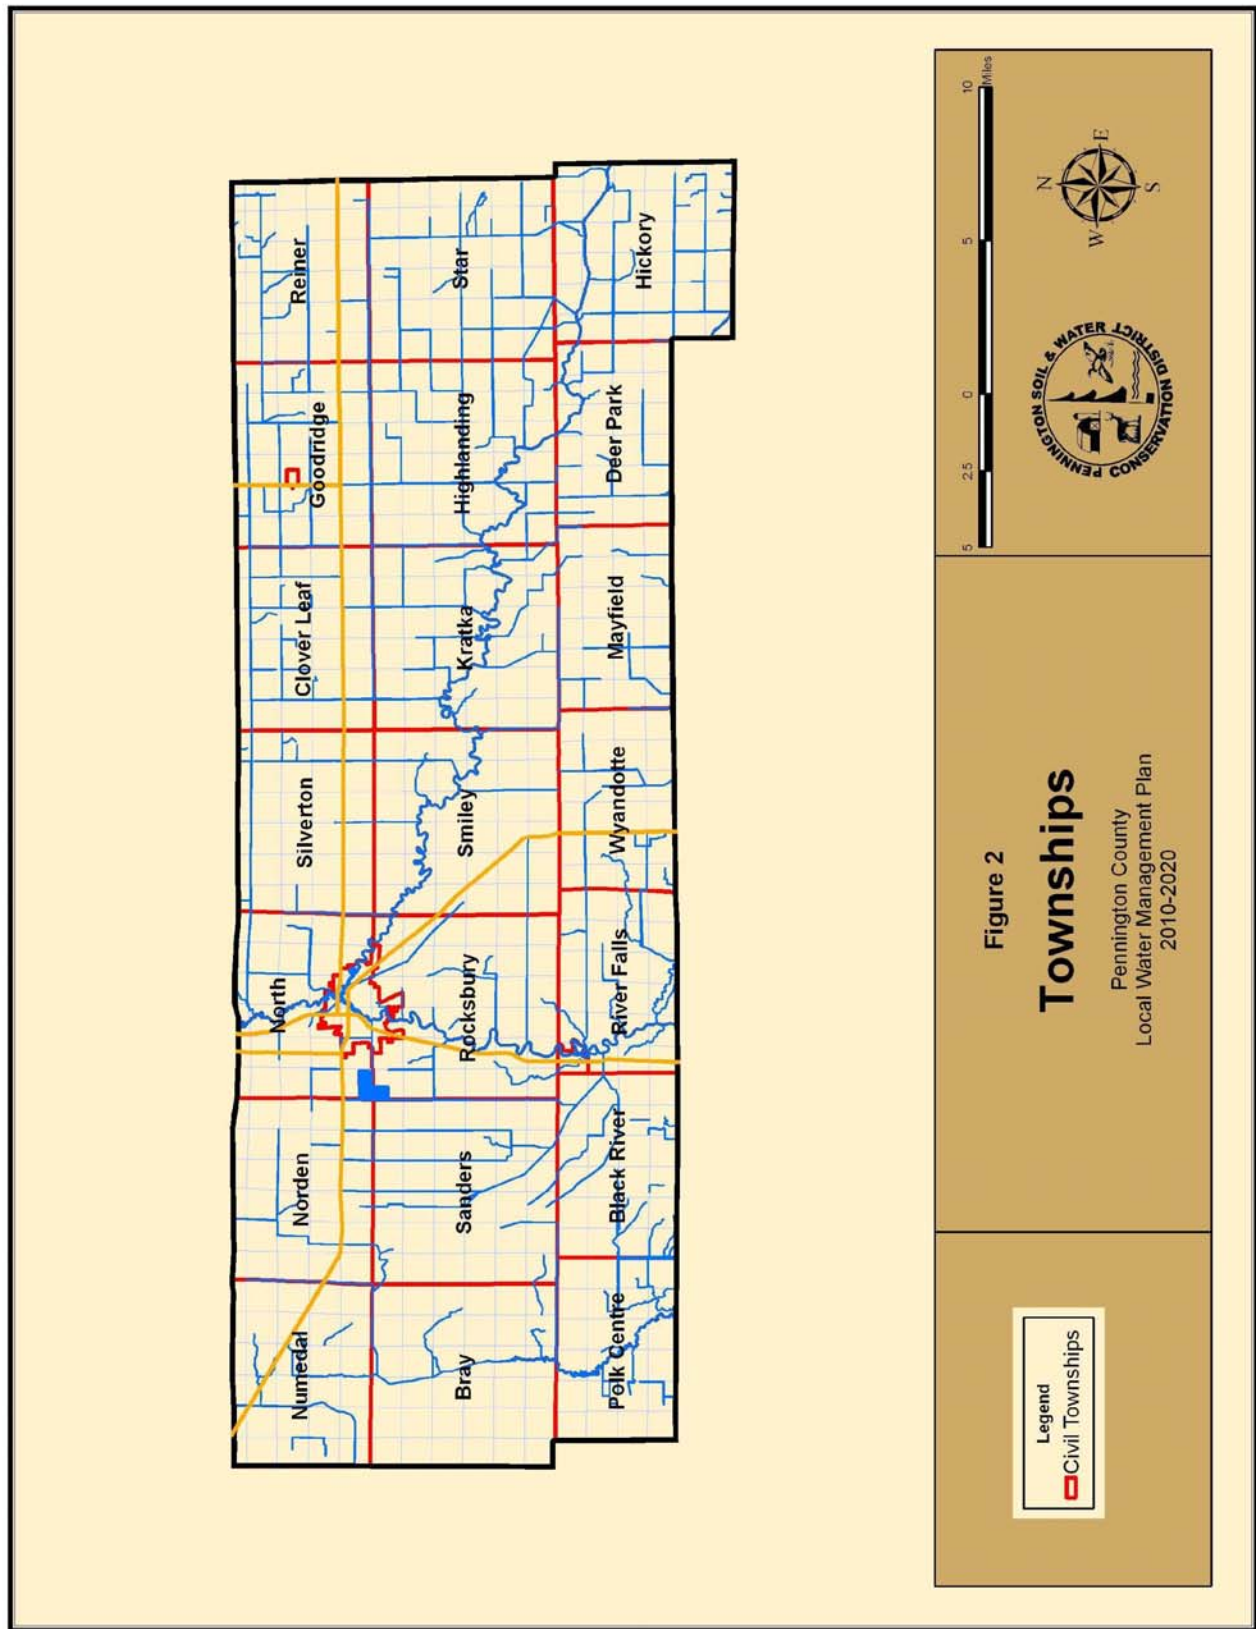 Numedal
Norden
North
Silverton
Clover Leaf
Goodridge
Reiner
Bray
Sanders
Rocksbury
Smiley
Kratka
Highlanding
Star
Polk Centre
Black River
River Falls
Wyandotte
Mayfield
Deer Park
Hickory
Legend
Civil Townships
Figure 2
Townships
Pennington County
Local Water Management Plan
2010-2020
5 2.5 0 5 10
Miles
PENNINGTON SOIL & WATER
CONSERVATION DISTRICT
N
W E
S